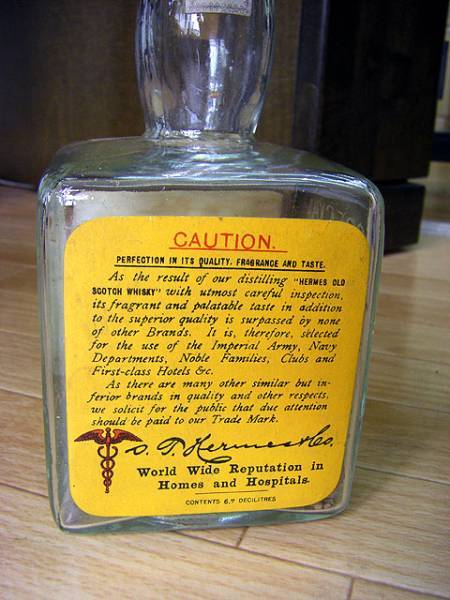 CAUTION.
PERFECTION IN ITS QUALITY, FRAGRANCE AND TASTE.
As the result of our distilling "HERMES OLD
SCOTCH WHISKY" with utmost careful inspection,
its fragrant and palatable taste in addition
to the superior quality is surpassed by none
of other Brands. It is, therefore, selected
for the use of the Imperial Army, Navy
Departments, Noble Families, Clubs and
First-class Hotels &c.
As there are many other similar but in-
ferior brands in quality and other respects,
we solicit for the public that due attention
should be paid to our Trade Mark.
O. P. Hermes & Co.
World Wide Reputation in
Homes and Hospitals.
CONTENTS 6.7 DECILITRES